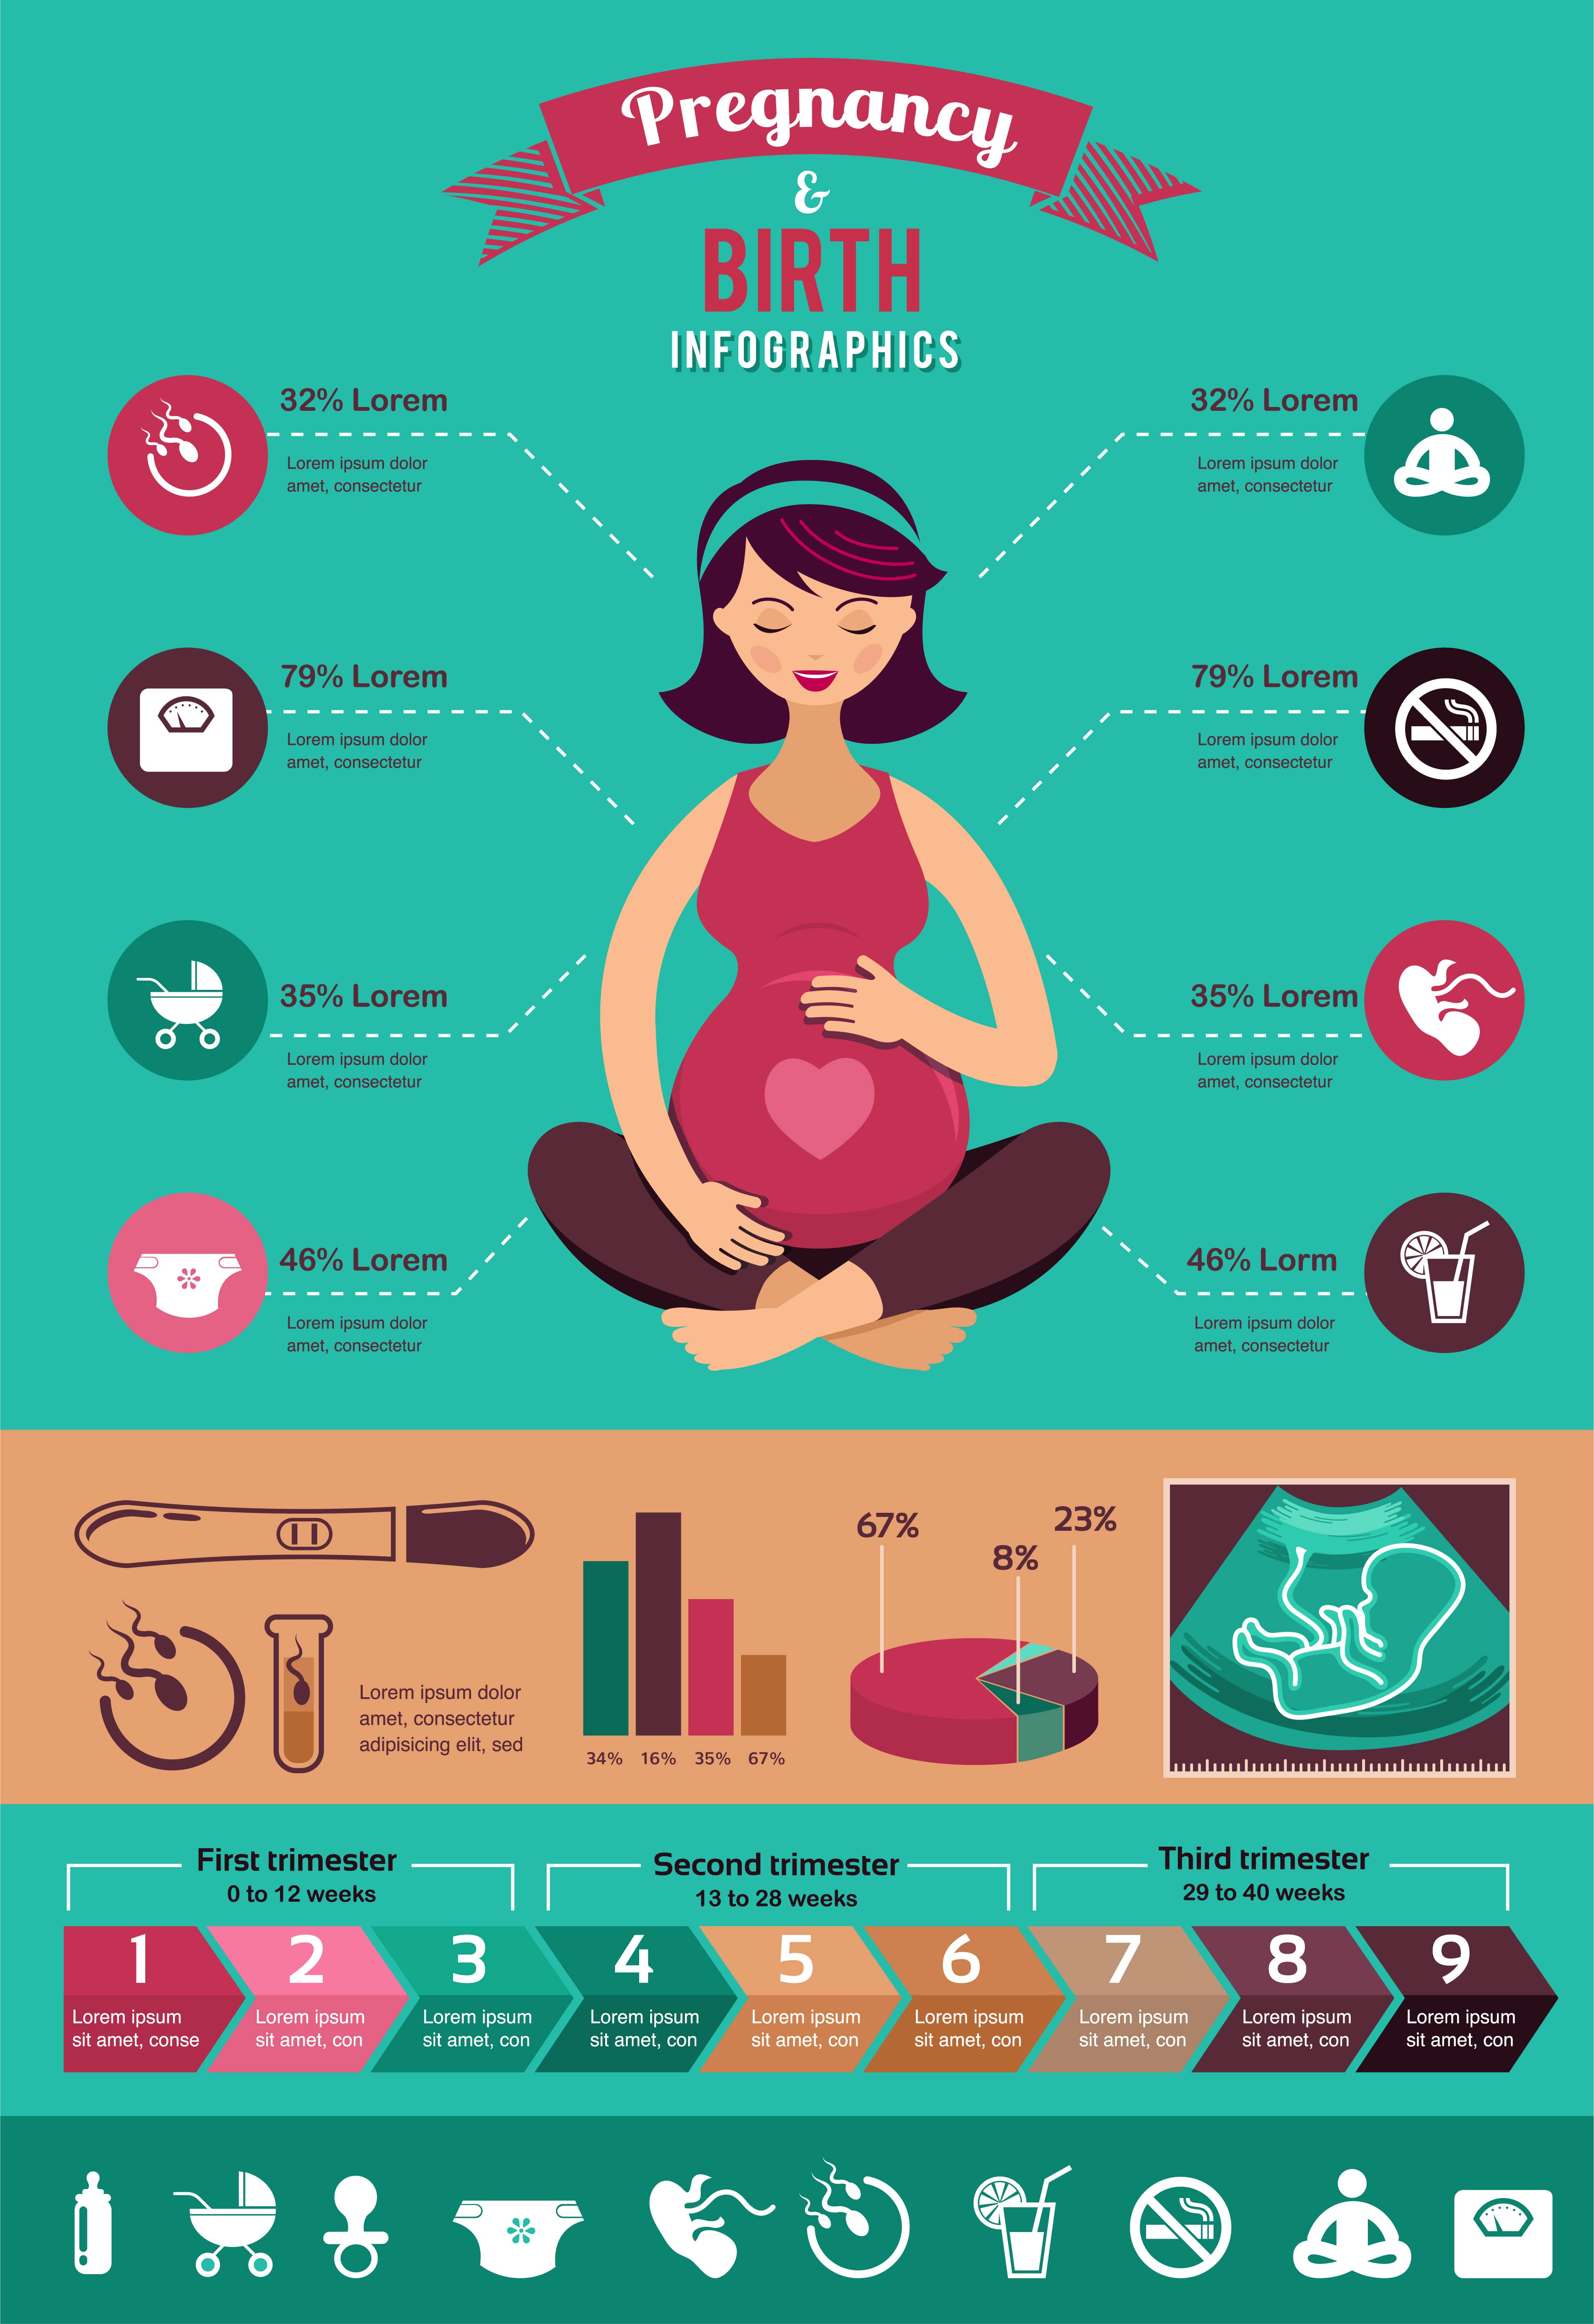 Pregnancy
&
BIRTH
INFOGRAPHICS
32% Lorem
Lorem ipsum dolor
amet, consectetur
79% Lorem
Lorem ipsum dolor
amet, consectetur
35% Lorem
Lorem ipsum dolor
amet, consectetur
46% Lorem
Lorem ipsum dolor
amet, consectetur
32% Lorem
Lorem ipsum dolor
amet, consectetur
79% Lorem
Lorem ipsum dolor
amet, consectetur
35% Lorem
Lorem ipsum dolor
amet, consectetur
46% Lorm
Lorem ipsum dolor
amet, consectetur
Lorem ipsum dolor
amet, consectetur
adipisicing elit, sed
34% 16% 35% 67%
67%
8%
23%
First trimester
0 to 12 weeks
Second trimester
13 to 28 weeks
Third trimester
29 to 40 weeks
1
Lorem ipsum
sit amet, conse
2
Lorem ipsum
sit amet, con
3
Lorem ipsum
sit amet, con
4
Lorem ipsum
sit amet, con
5
Lorem ipsum
sit amet, con
6
Lorem ipsum
sit amet, con
7
Lorem ipsum
sit amet, con
8
Lorem ipsum
sit amet, con
9
Lorem ipsum
sit amet, con